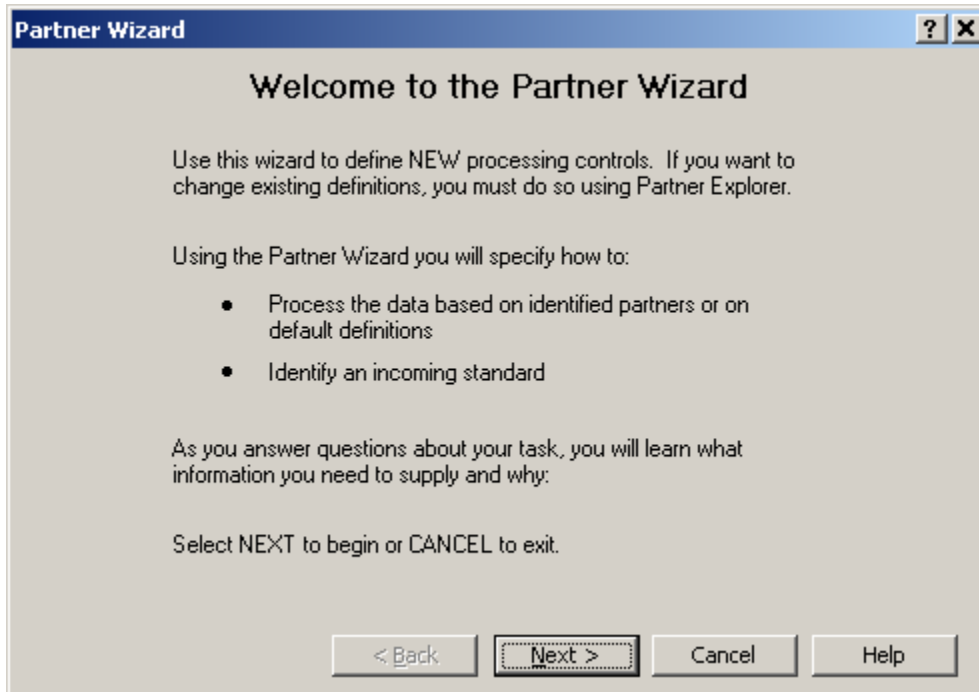 Partner Wizard
Welcome to the Partner Wizard
Use this wizard to define NEW processing controls.  If you want to
change existing definitions, you must do so using Partner Explorer.
Using the Partner Wizard you will specify how to:
● Process the data based on identified partners or on
default definitions
● Identify an incoming standard
As you answer questions about your task, you will learn what
information you need to supply and why:
Select NEXT to begin or CANCEL to exit.
< Back Next > Cancel Help